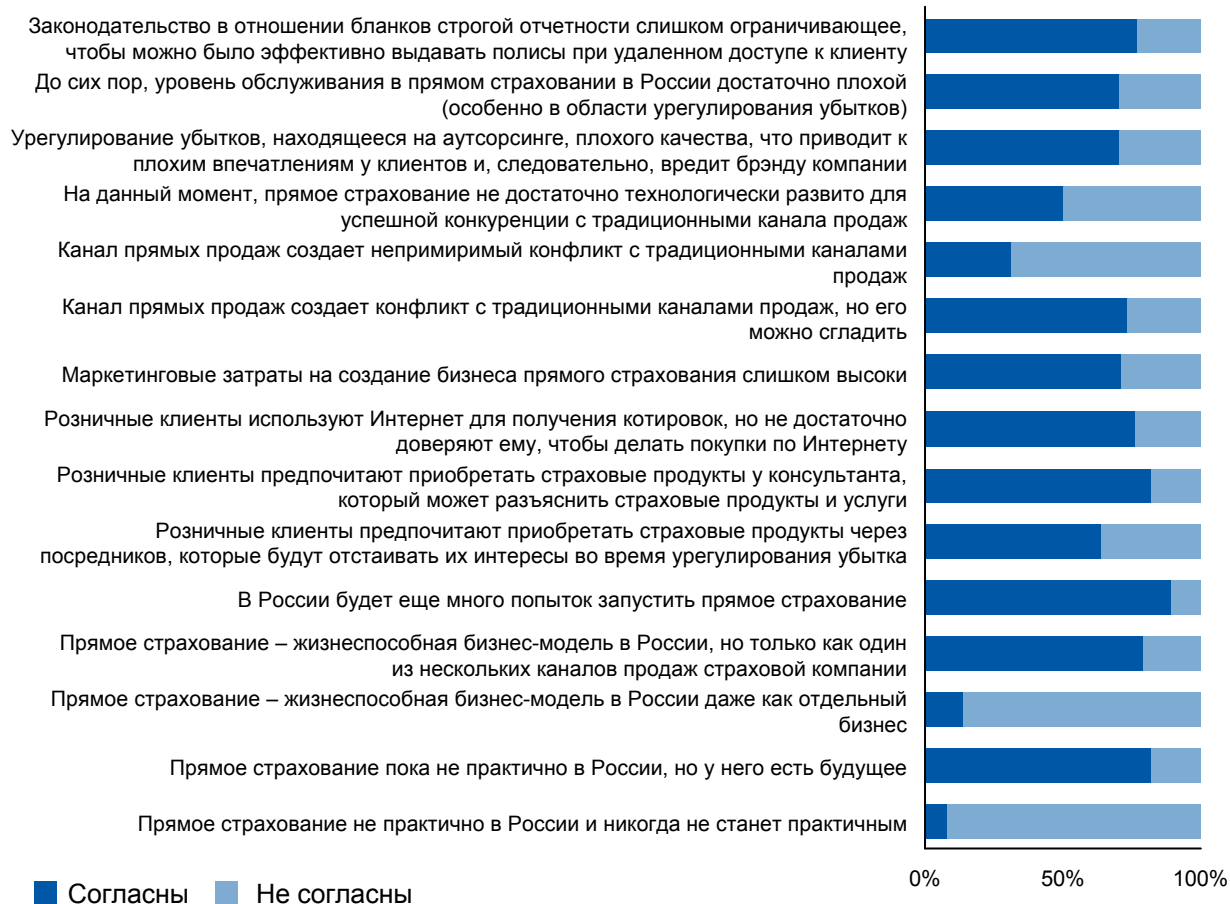 Законодательство в отношении бланков строгой отчетности слишком ограничивающее,
чтобы можно было эффективно выдавать полисы при удаленном доступе к клиенту
До сих пор, уровень обслуживания в прямом страховании в России достаточно плохой
(особенно в области урегулирования убытков)
Урегулирование убытков, находящееся на аутсорсинге, плохого качества, что приводит к
плохим впечатлениям у клиентов и, следовательно, вредит брэнду компании
На данный момент, прямое страхование не достаточно технологически развито для
успешной конкуренции с традиционными канала продаж
Канал прямых продаж создает непримиримый конфликт с традиционными каналами
продаж
Канал прямых продаж создает конфликт с традиционными каналами продаж, но его
можно сгладить
Маркетинговые затраты на создание бизнеса прямого страхования слишком высоки
Розничные клиенты используют Интернет для получения котировок, но не достаточно
доверяют ему, чтобы делать покупки по Интернету
Розничные клиенты предпочитают приобретать страховые продукты у консультанта,
который может разъяснить страховые продукты и услуги
Розничные клиенты предпочитают приобретать страховые продукты через
посредников, которые будут отстаивать их интересы во время урегулирования убытка
В России будет еще много попыток запустить прямое страхование
Прямое страхование – жизнеспособная бизнес-модель в России, но только как один
из нескольких каналов продаж страховой компании
Прямое страхование – жизнеспособная бизнес-модель в России даже как отдельный
бизнес
Прямое страхование пока не практично в России, но у него есть будущее
Прямое страхование не практично в России и никогда не станет практичным
0% 50% 100%
Согласны Не согласны